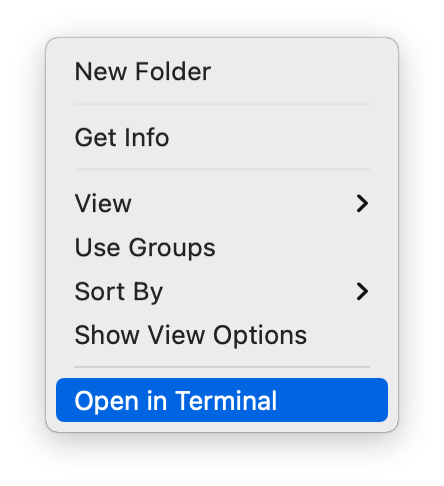 New Folder
Get Info
View
Use Groups
Sort By
Show View Options
Open in Terminal